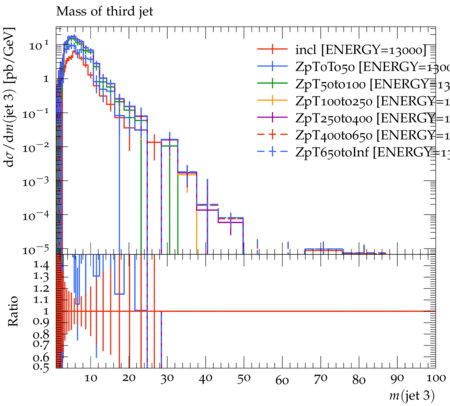 Mass of third jet
dσ/dm(jet 3) [pb/GeV]
10^1
1
10^−1
10^−2
10^−3
10^−4
10^−5
incl [ENERGY=13000]
ZpT0To50 [ENERGY=1300
ZpT50to100 [ENERGY=13
ZpT100to250 [ENERGY=1
ZpT250to400 [ENERGY=1
ZpT400to650 [ENERGY=1
ZpT650toInf [ENERGY=13
Ratio
1.4
1.3
1.2
1.1
1
0.9
0.8
0.7
0.6
0.5
10 20 30 40 50 60 70 80 90 100
m(jet 3)